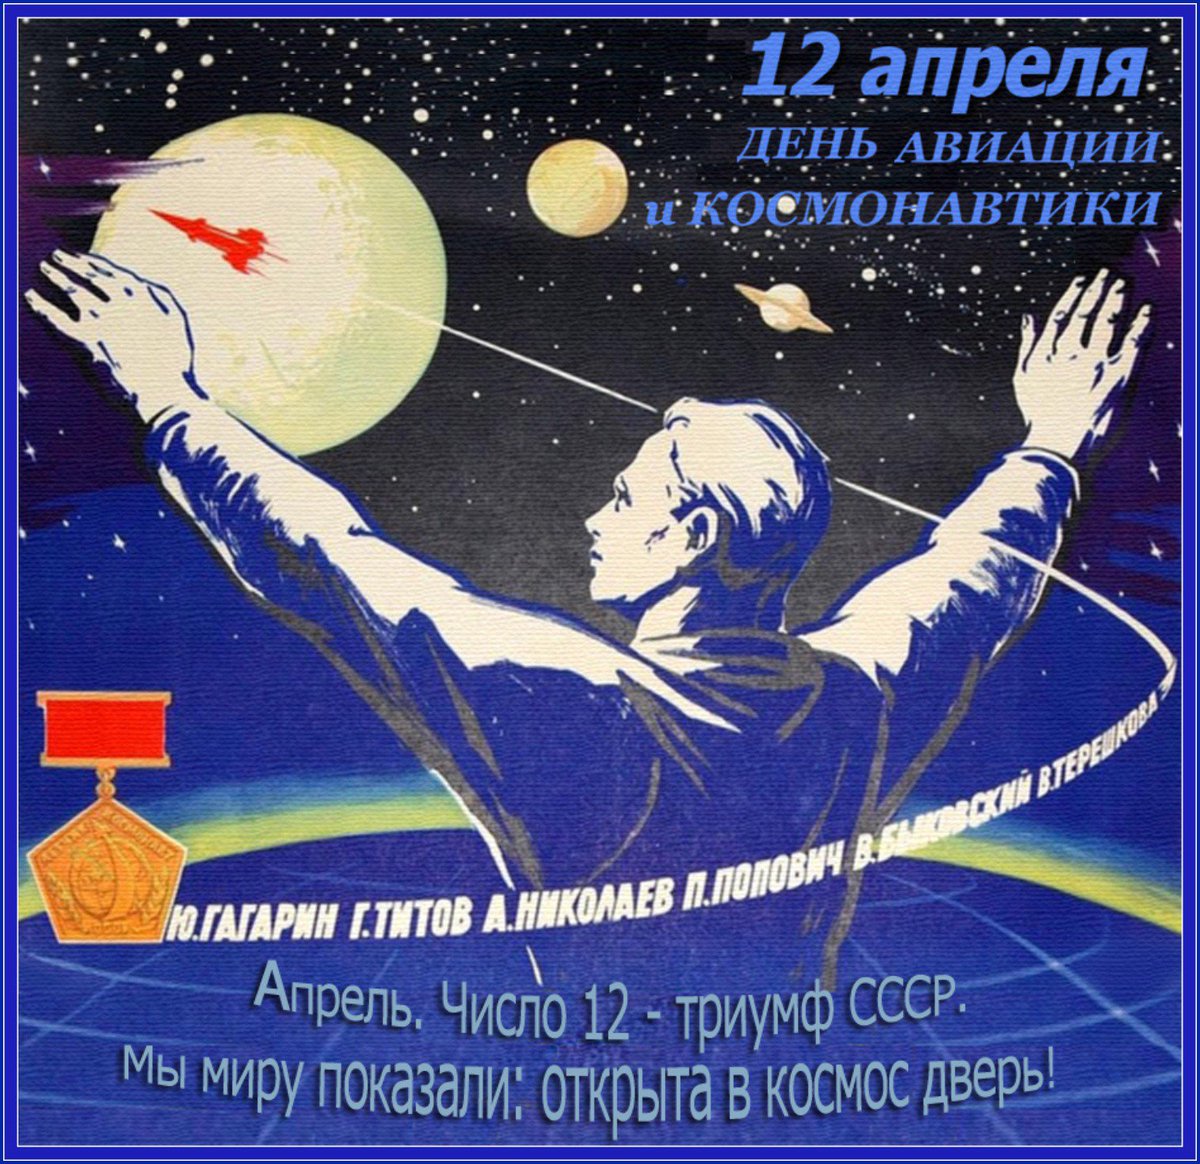 12 апреля
ДЕНЬ АВИАЦИИ
и КОСМОНАВТИКИ
Ю.ГАГАРИН Г.ТИТОВ А.НИКОЛАЕВ П.ПОПОВИЧ В.БЫКОВСКИЙ В.ТЕРЕШКОВА
Апрель. Число 12 - триумф СССР.
Мы миру показали: открыта в космос дверь!